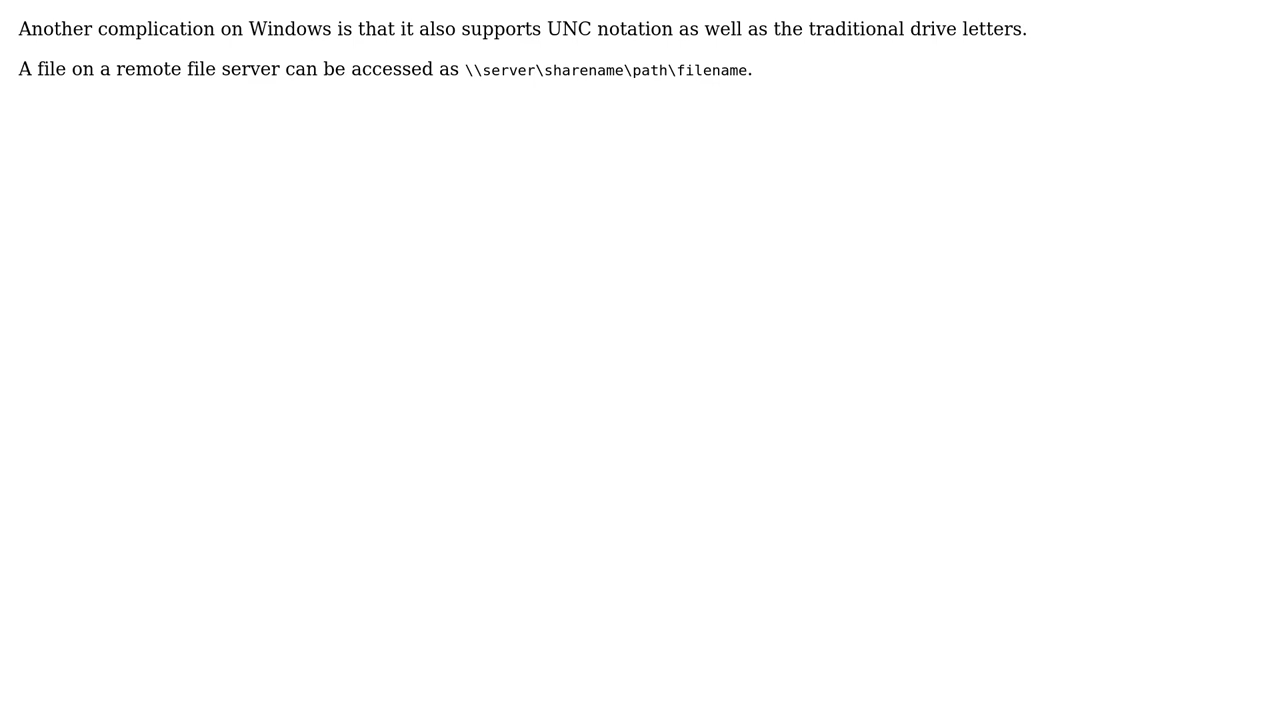 Another complication on Windows is that it also supports UNC notation as well as the traditional drive letters.
A file on a remote file server can be accessed as \\server\sharename\path\filename.